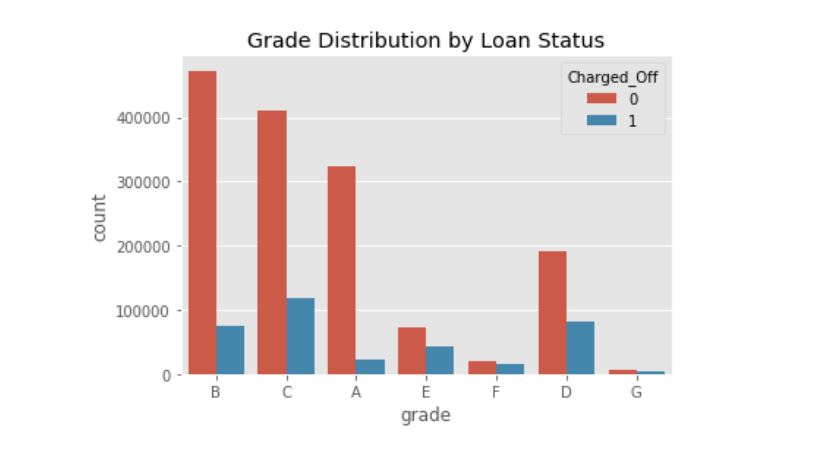 Grade Distribution by Loan Status
Charged_Off
0
1
400000
300000
200000
100000
0
count
B C A E F D G
grade